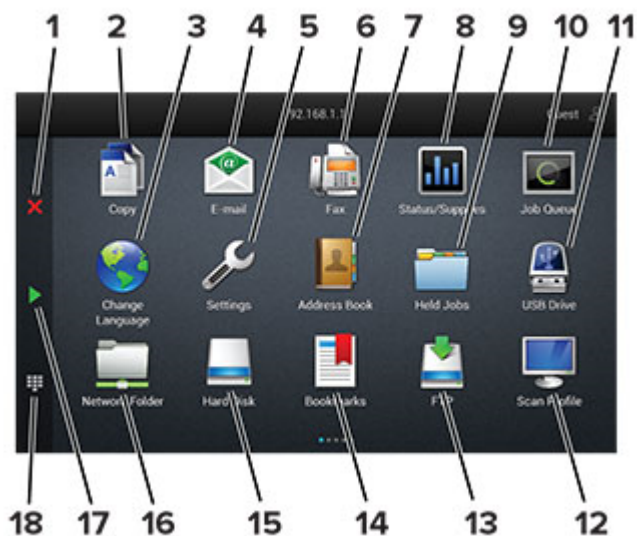 1 2 3 4 5 6 7 8 9 10 11
192.168.1.1 Guest
A @
Copy E-mail Fax Status/Supplies Job Queue
Change Settings Address Book Held Jobs USB Drive
Language
Network Folder Hard Disk Bookmarks FTP Scan Profile
18 17 16 15 14 13 12